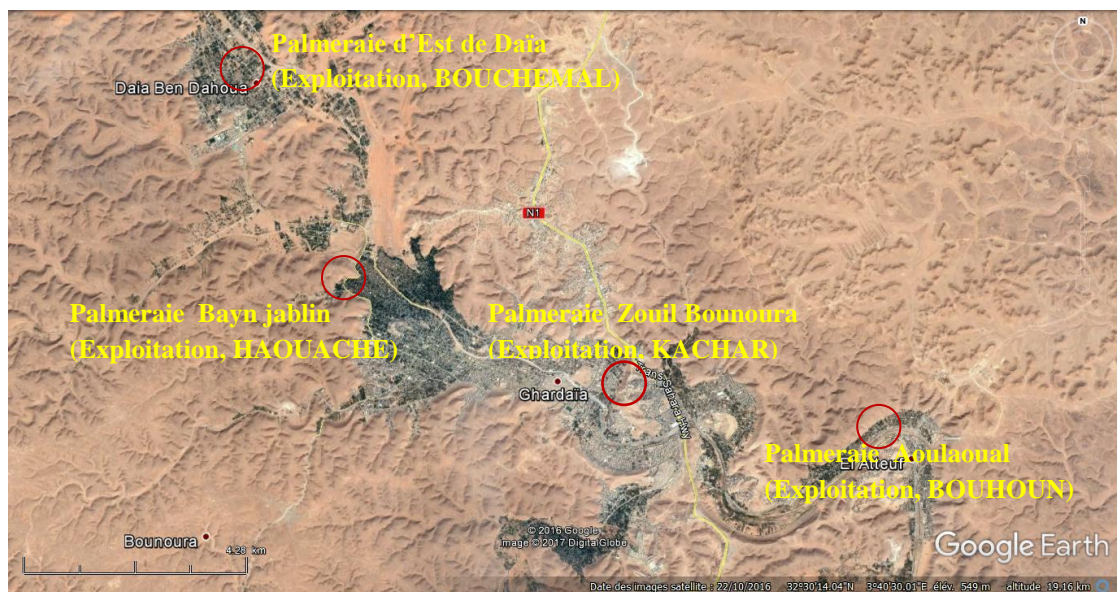 N
Palmeraie d'Est de Daïa
(Exploitation, BOUCHEMAL)
Daia Ben Dahoua
N1
Palmeraie Bayn jablin
(Exploitation, HAOUACHE)
Palmeraie Zouil Bounoura
(Exploitation, KACHAR)
Trans Sahara Hwy
Ghardaïa
Palmeraie Aoulaoual
El Atteuf
(Exploitation, BOUHOUN)
Bounoura
4.28 km
© 2016 Google
Image © 2017 DigitalGlobe
Google Earth
Date des images satellite : 22/10/2016 32°30'14.04"N 3°40'30.01"E élév. 549 m altitude 19.16 km